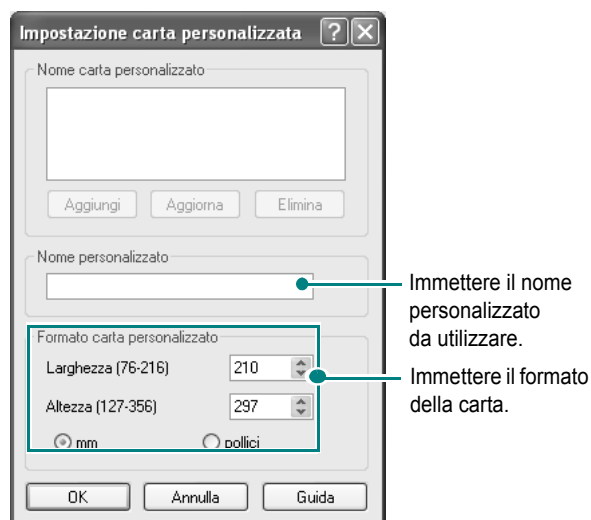 Impostazione carta personalizzata
Nome carta personalizzato
Aggiungi Aggiorna Elimina
Nome personalizzato
Immettere il nome
personalizzato
da utilizzare.
Formato carta personalizzato
Larghezza (76-216) 210
Immettere il formato
della carta.
Altezza (127-356) 297
mm pollici
OK Annulla Guida